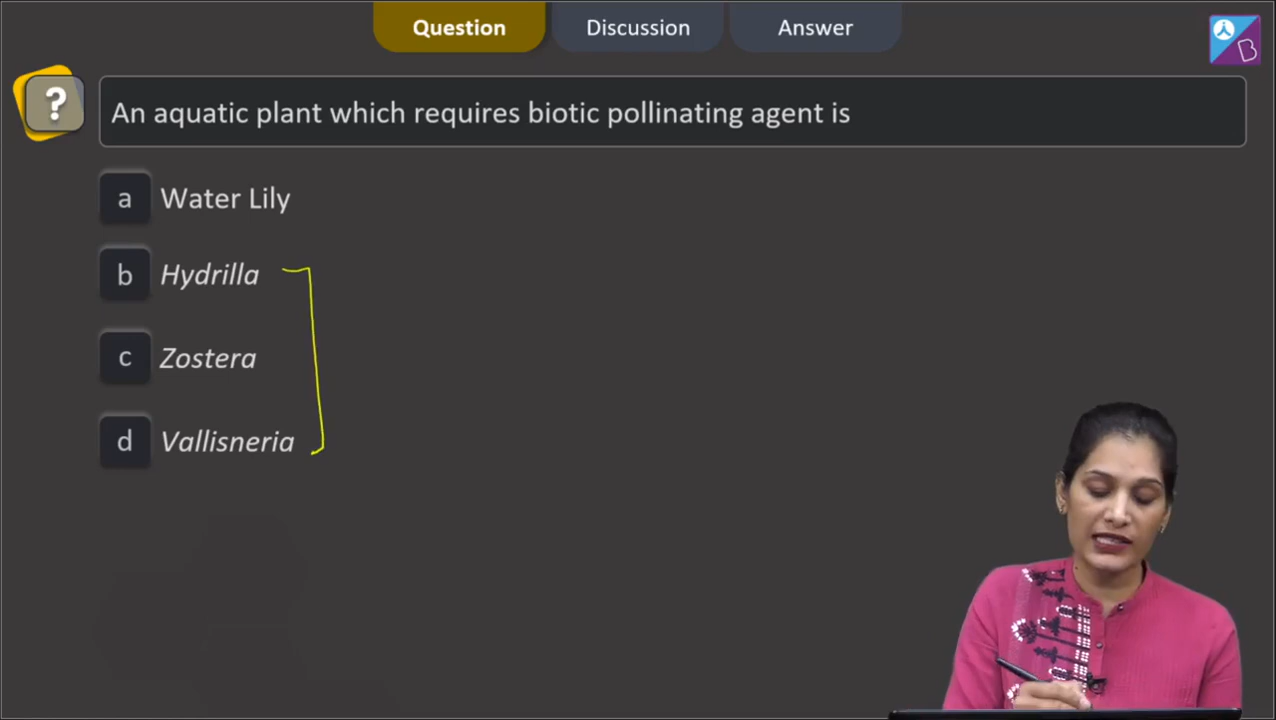 Question Discussion Answer
B
? An aquatic plant which requires biotic pollinating agent is
a Water Lily
b Hydrilla
c Zostera
d Vallisneria